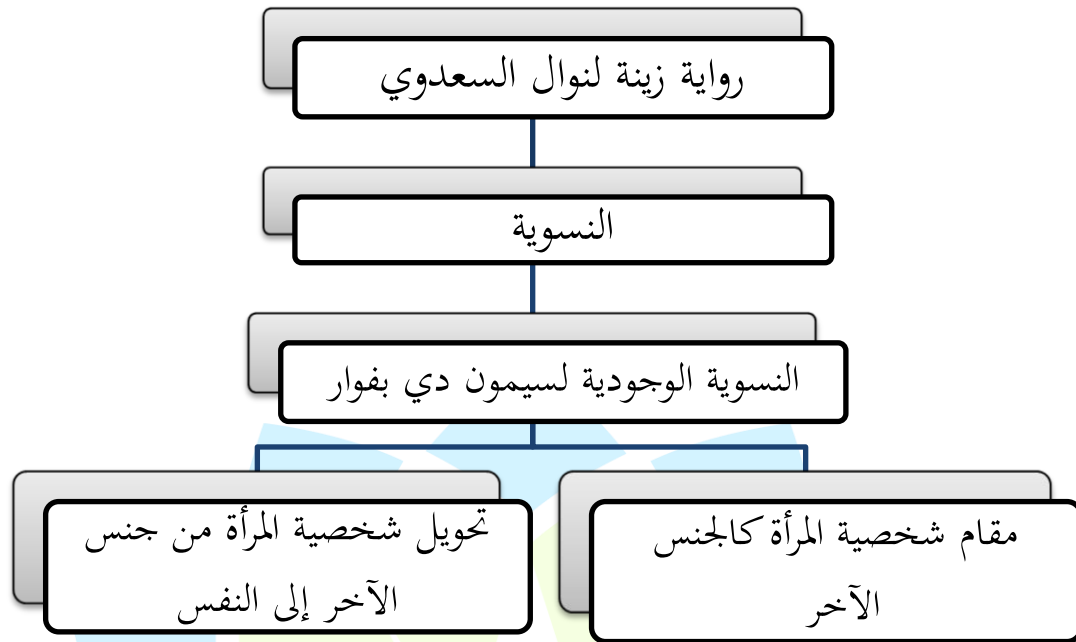 رواية زينة لنوال السعدوي
النسوية
النسوية الوجودية لسيمون دي بفوار
مقام شخصية المرأة كالجنس
الآخر
تحويل شخصية المرأة من جنس
الآخر إلى النفس